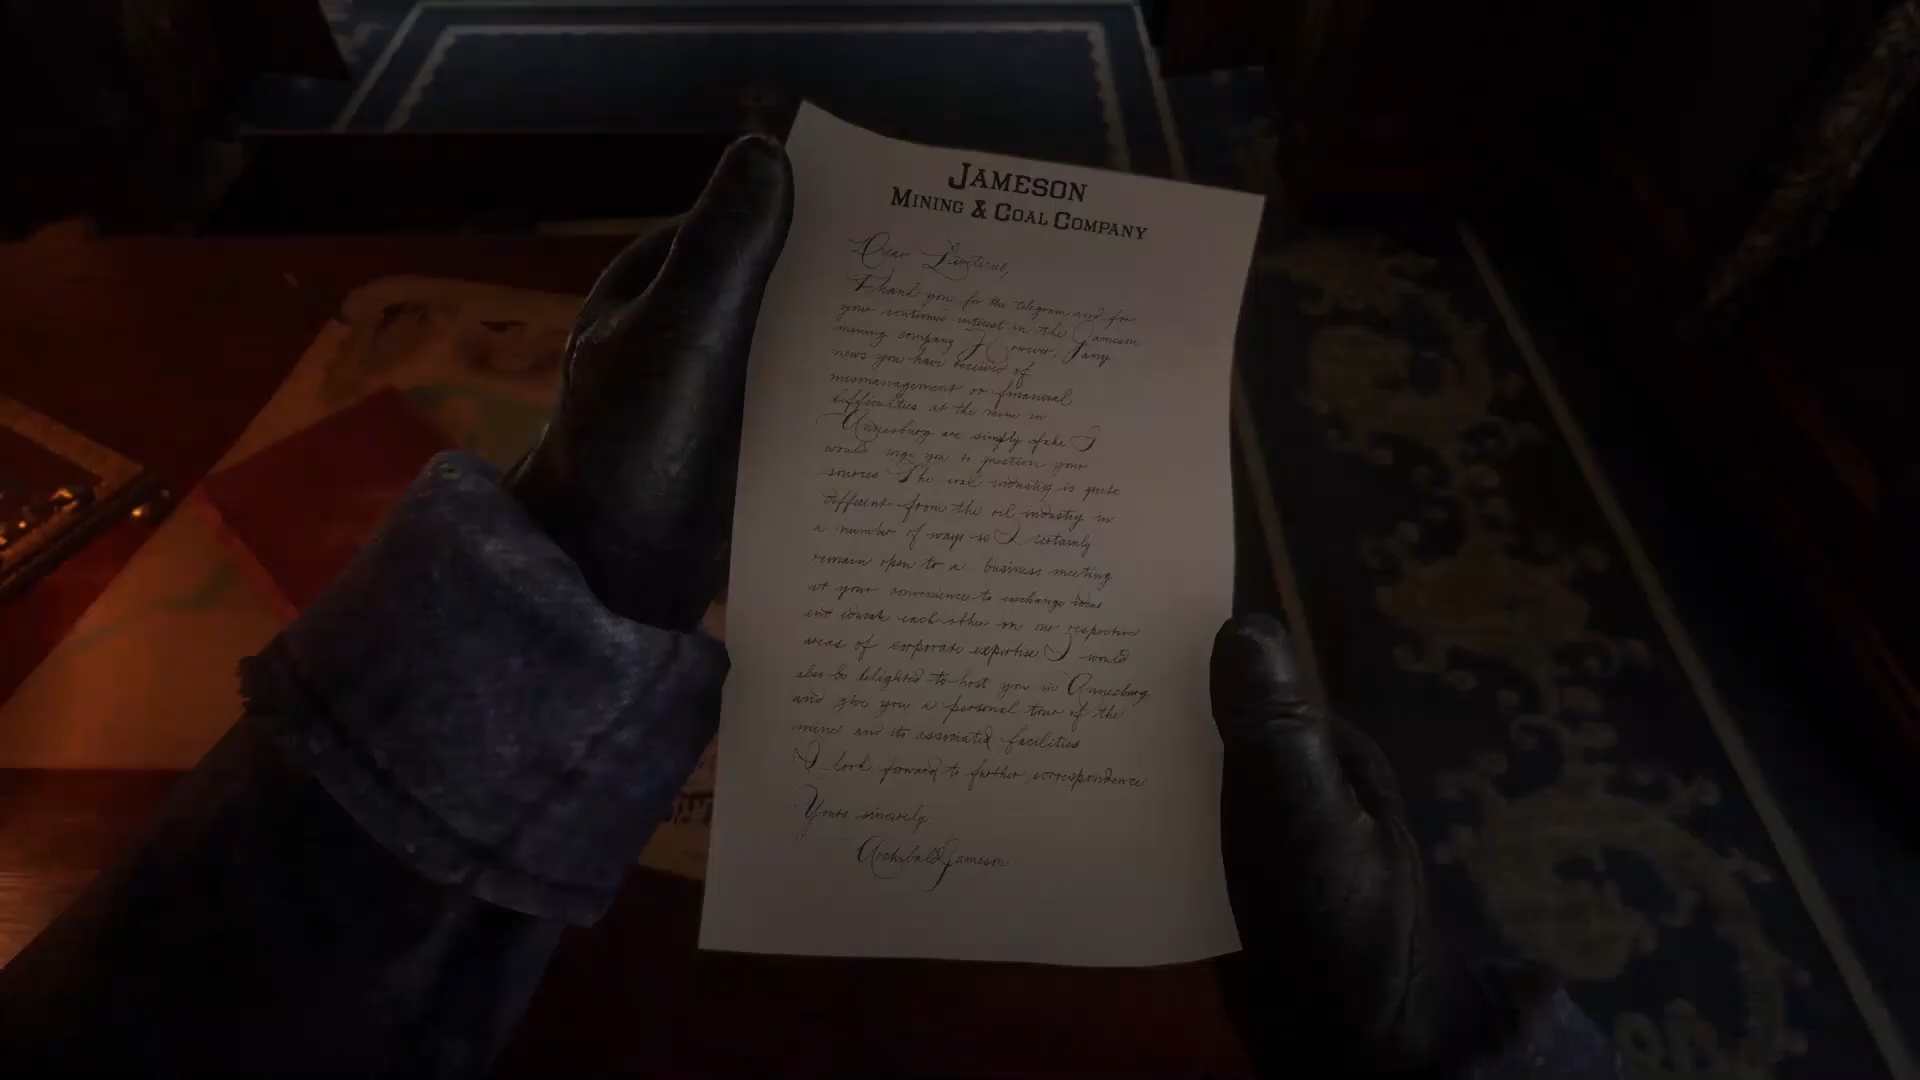 JAMESON
MINING & COAL COMPANY
Dear Leviticus,
Thank you for the telegram and for
your continued interest in the Jameson
mining company However, I any
news you have received of
mismanagement or financial
difficulties at the mine in
Annesburg are simply fake I
would urge you to question your
sources The coal industry is quite
different from the oil industry in
a number of ways so I certainly
remain open to a business meeting
at your convenience to exchange ideas
and educate each other on our respective
areas of corporate expertise I would
also be delighted to host you in Annesburg
and give you a personal tour of the
mine and its associated facilities
I look forward to further correspondence
Yours sincerely,
Archibald Jameson